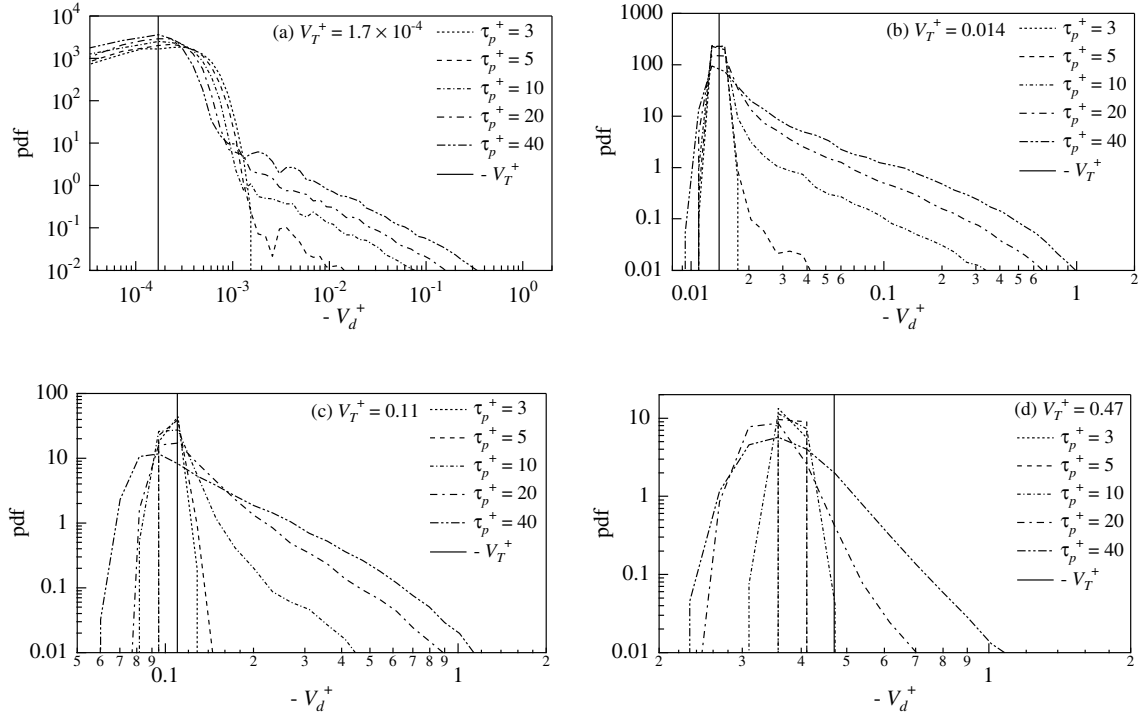 (a) V_T^+ = 1.7 × 10^-4
τ_p^+ = 3
τ_p^+ = 5
τ_p^+ = 10
τ_p^+ = 20
τ_p^+ = 40
- V_T^+
10^4
10^3
10^2
10^1
10^0
10^-1
10^-2
pdf
10^-4 10^-3 10^-2 10^-1 10^0
- V_d^+
(b) V_T^+ = 0.014
τ_p^+ = 3
τ_p^+ = 5
τ_p^+ = 10
τ_p^+ = 20
τ_p^+ = 40
- V_T^+
1000
100
10
1
0.1
0.01
pdf
0.01 2 3 4 5 6 0.1 2 3 4 5 6 1 2
- V_d^+
(c) V_T^+ = 0.11
τ_p^+ = 3
τ_p^+ = 5
τ_p^+ = 10
τ_p^+ = 20
τ_p^+ = 40
- V_T^+
100
10
1
0.1
0.01
pdf
5 6 7 8 9 0.1 2 3 4 5 6 7 8 9 1 2
- V_d^+
(d) V_T^+ = 0.47
τ_p^+ = 3
τ_p^+ = 5
τ_p^+ = 10
τ_p^+ = 20
τ_p^+ = 40
- V_T^+
10
1
0.1
0.01
pdf
2 3 4 5 6 7 8 9 1 2
- V_d^+